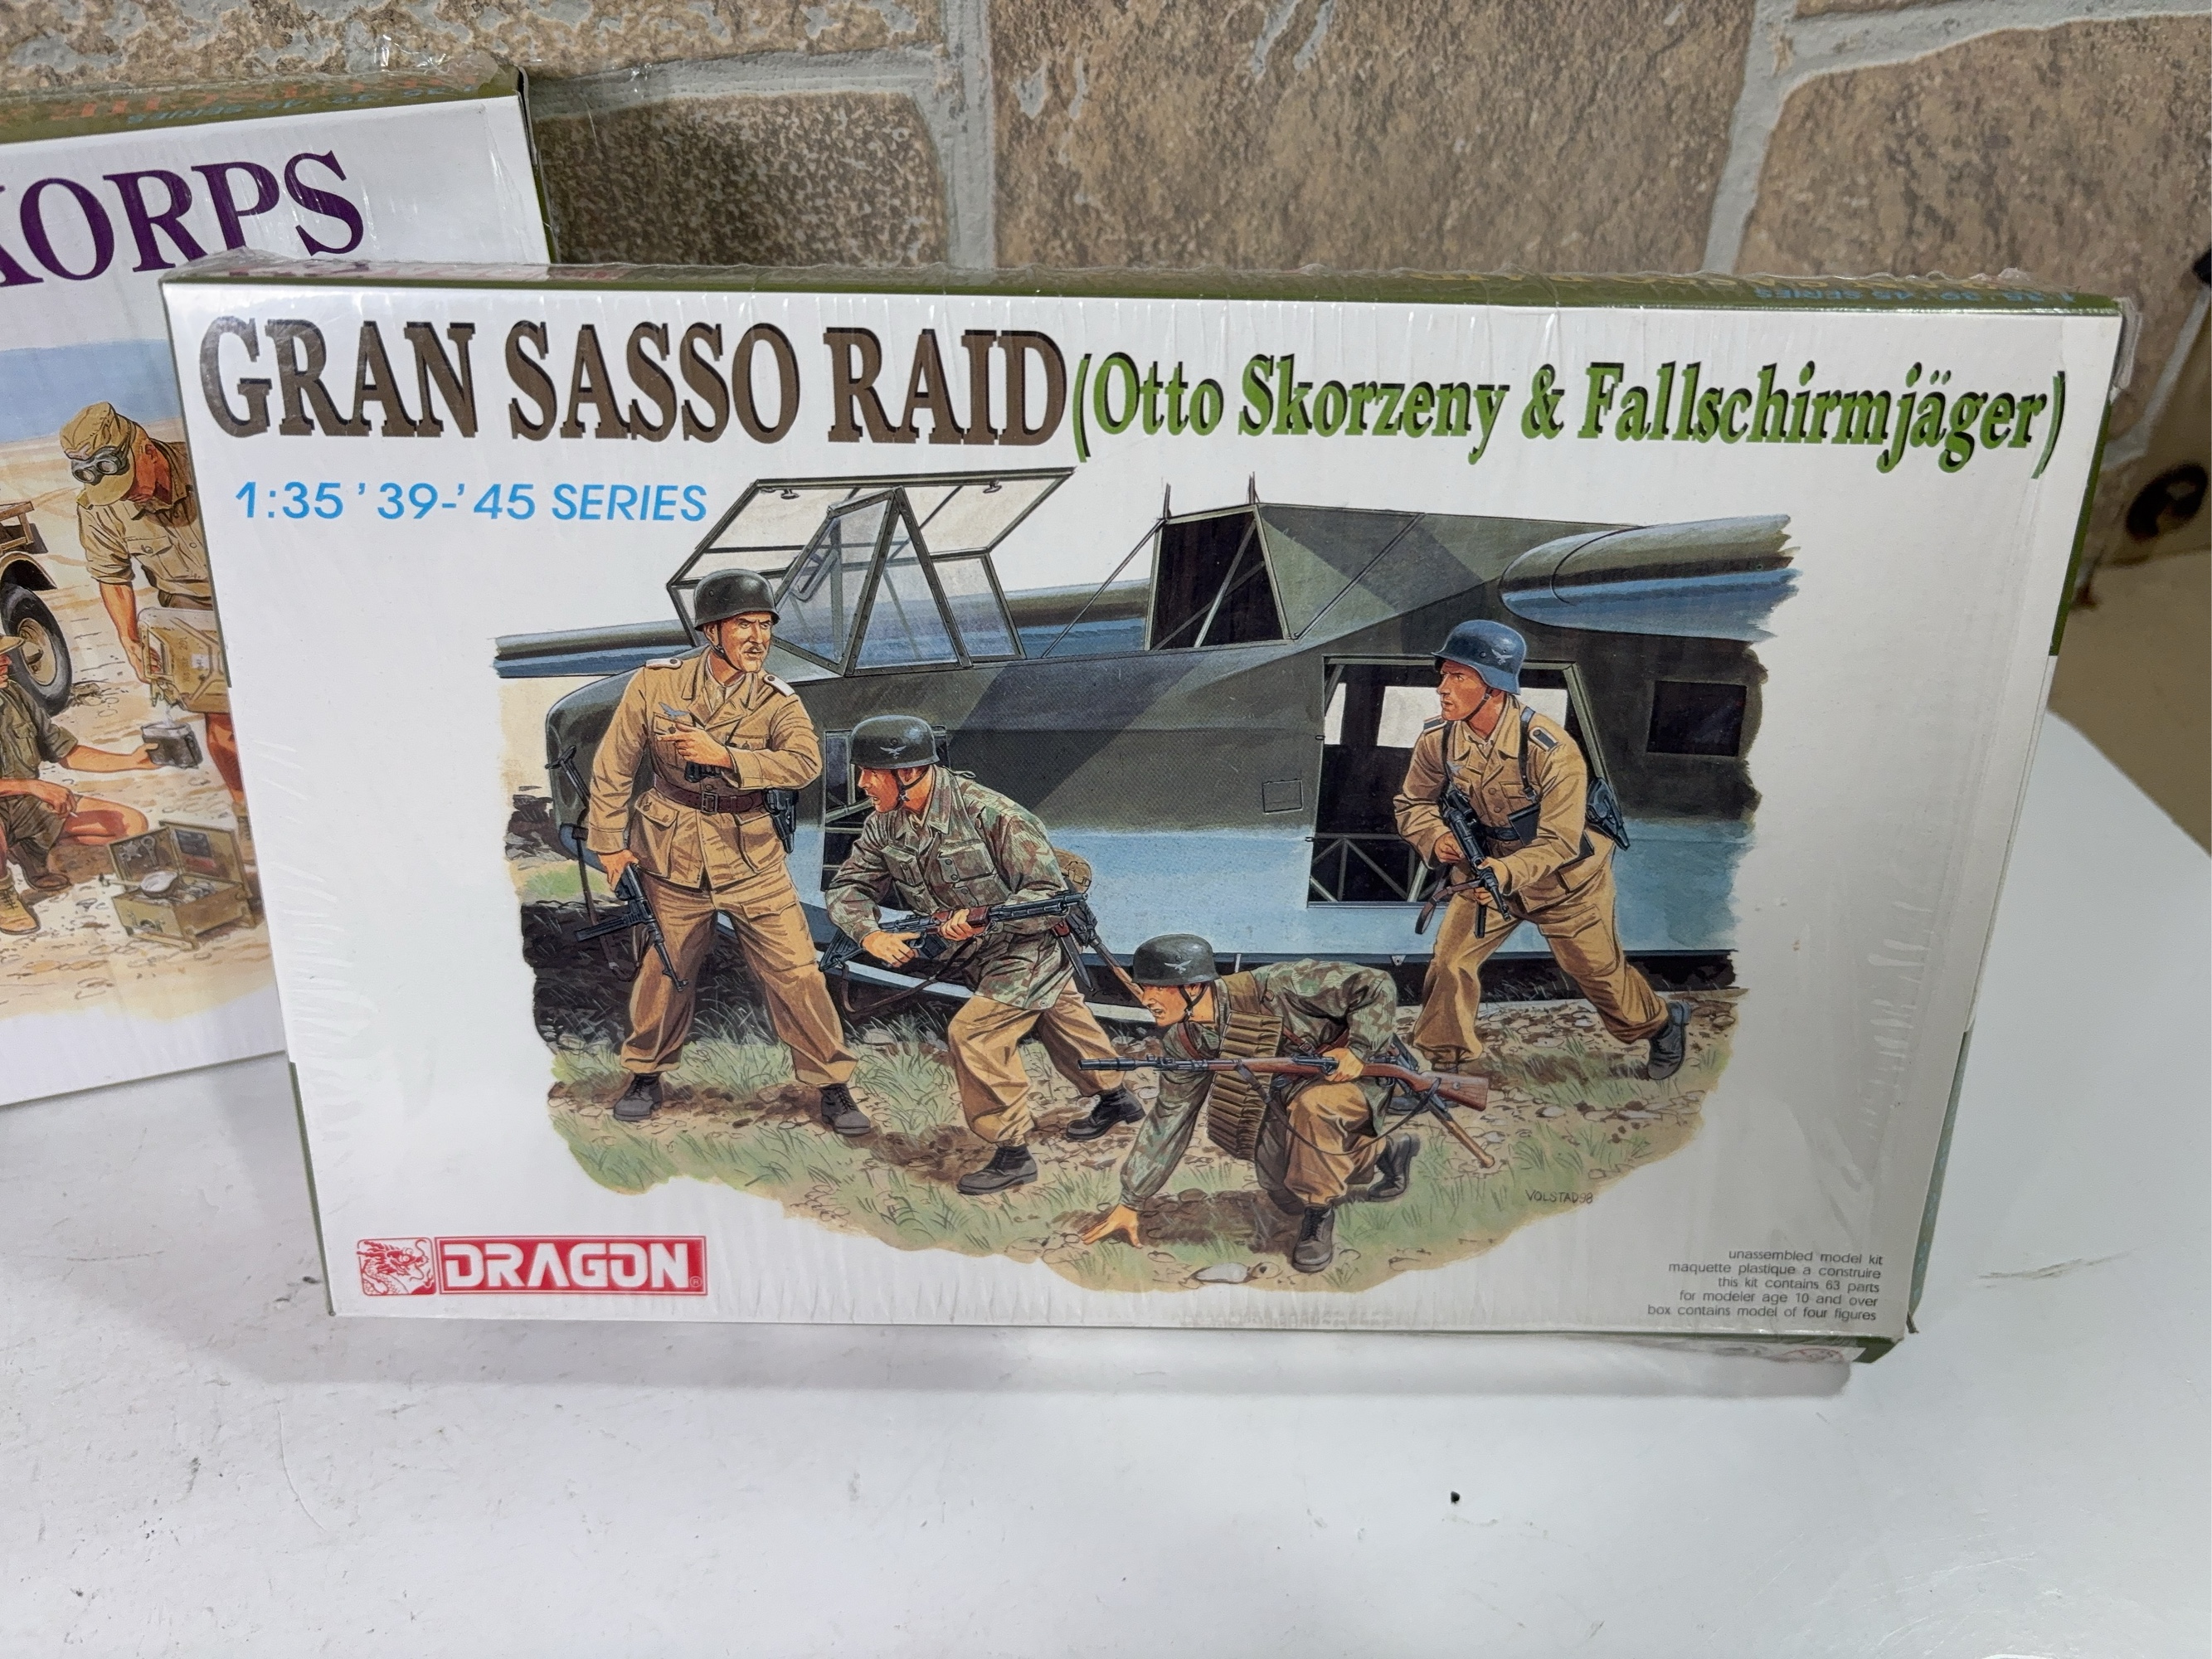 KORPS
GRAN SASSO RAID (Otto Skorzeny & Fallschirmjäger)
1:35 '39-'45 SERIES
VOLSTAD98
DRAGON
unassembled model kit
maquette plastique a construire
this kit contains 63 parts
for modeler age 10 and over
box contains model of four figures